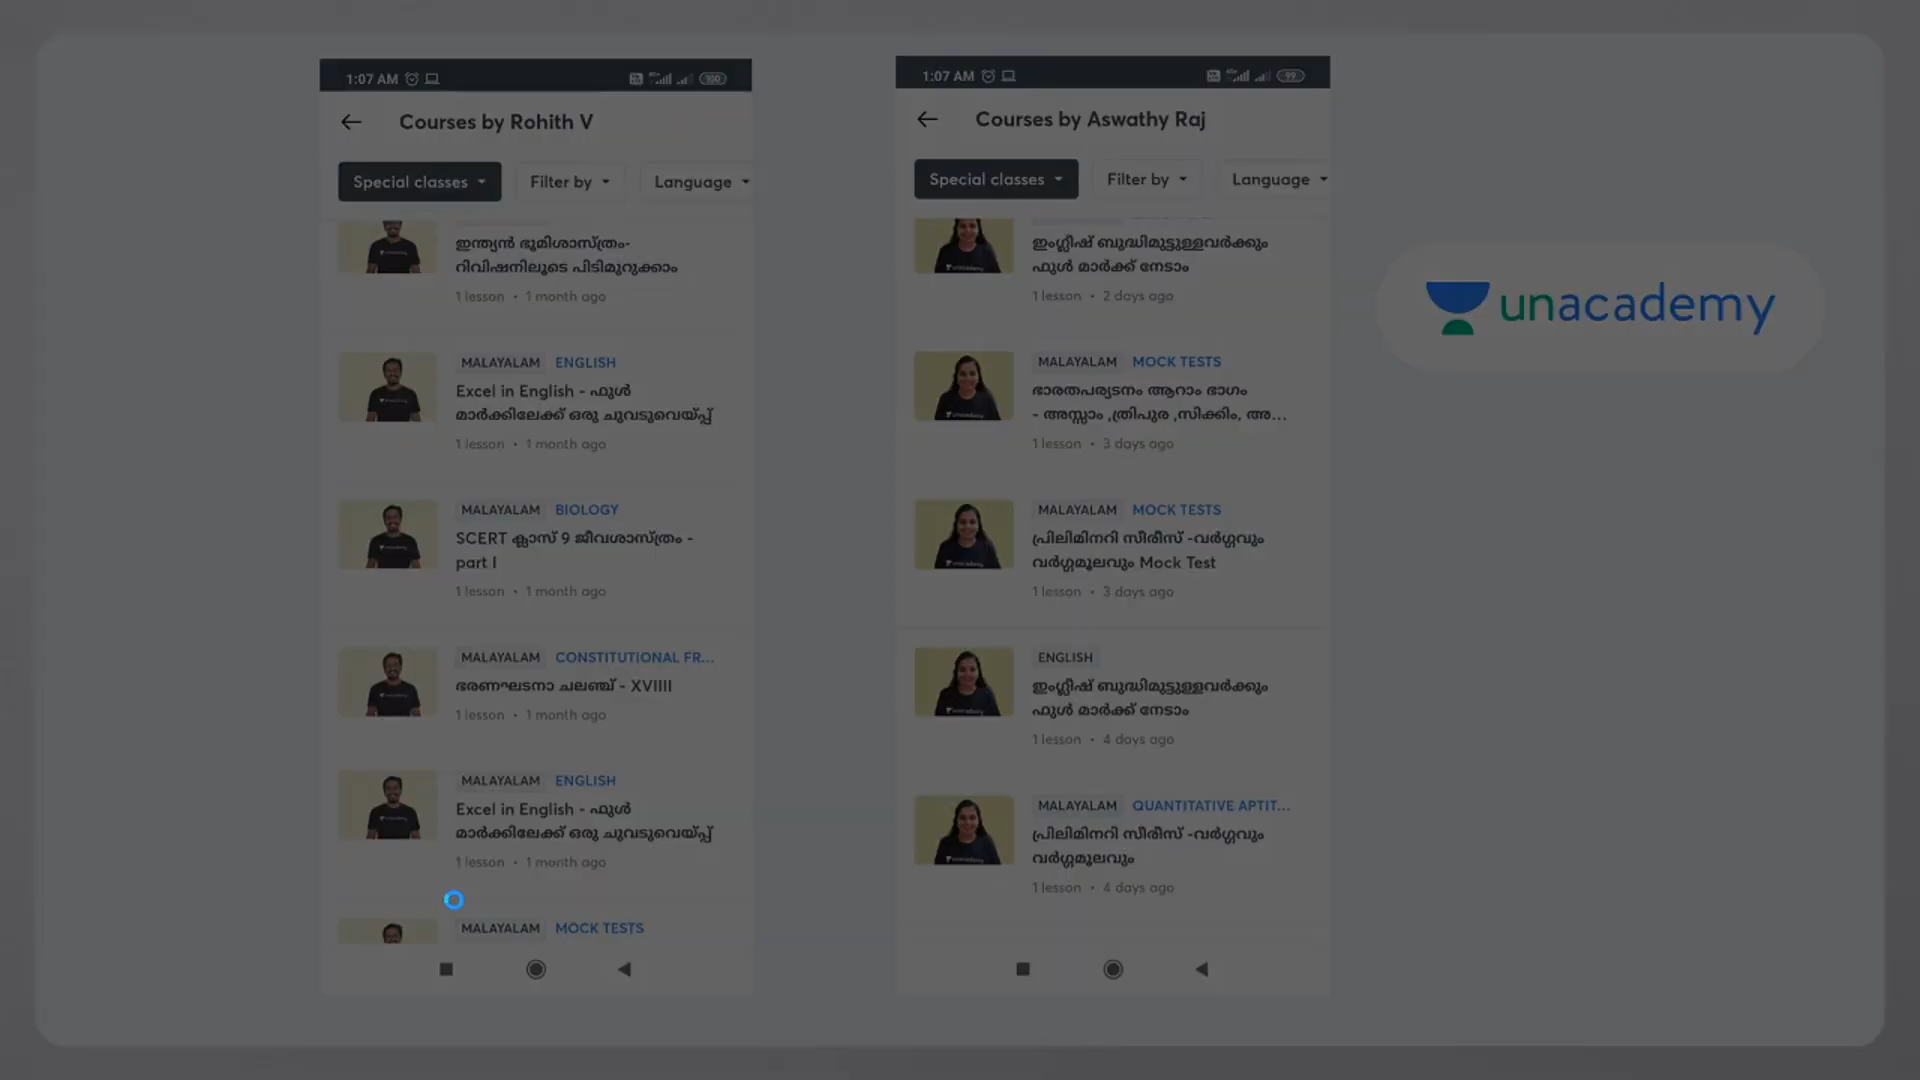 1:07 AM
100
Courses by Rohith V
Special classes
Filter by
Language
ഇന്ത്യൻ ഭൂമിശാസ്ത്രം-
റിവിഷനിലൂടെ പിടിമുറുക്കാം
1 lesson • 1 month ago
MALAYALAM ENGLISH
Excel in English - ഫുൾ
മാർക്കിലേക്ക് ഒരു ചുവടുവെയ്പ്പ്
1 lesson • 1 month ago
MALAYALAM BIOLOGY
SCERT ക്ലാസ് 9 ജീവശാസ്ത്രം -
part I
1 lesson • 1 month ago
MALAYALAM CONSTITUTIONAL FR...
ഭരണഘടനാ ചലഞ്ച് - XVIIII
1 lesson • 1 month ago
MALAYALAM ENGLISH
Excel in English - ഫുൾ
മാർക്കിലേക്ക് ഒരു ചുവടുവെയ്പ്പ്
1 lesson • 1 month ago
MALAYALAM MOCK TESTS
1:07 AM
99
Courses by Aswathy Raj
Special classes
Filter by
Language
ഇംഗ്ലീഷ് ബുദ്ധിമുട്ടുള്ളവർക്കും
ഫുൾ മാർക്ക് നേടാം
1 lesson • 2 days ago
MALAYALAM MOCK TESTS
ഭാരതപര്യടനം ആറാം ഭാഗം
- അസ്സാം ,ത്രിപുര ,സിക്കിം, അ...
1 lesson • 3 days ago
MALAYALAM MOCK TESTS
പ്രിലിമിനറി സീരീസ് -വർഗ്ഗവും
വർഗ്ഗമൂലവും Mock Test
1 lesson • 3 days ago
ENGLISH
ഇംഗ്ലീഷ് ബുദ്ധിമുട്ടുള്ളവർക്കും
ഫുൾ മാർക്ക് നേടാം
1 lesson • 4 days ago
MALAYALAM QUANTITATIVE APTIT...
പ്രിലിമിനറി സീരീസ് -വർഗ്ഗവും
വർഗ്ഗമൂലവും
1 lesson • 4 days ago
unacademy